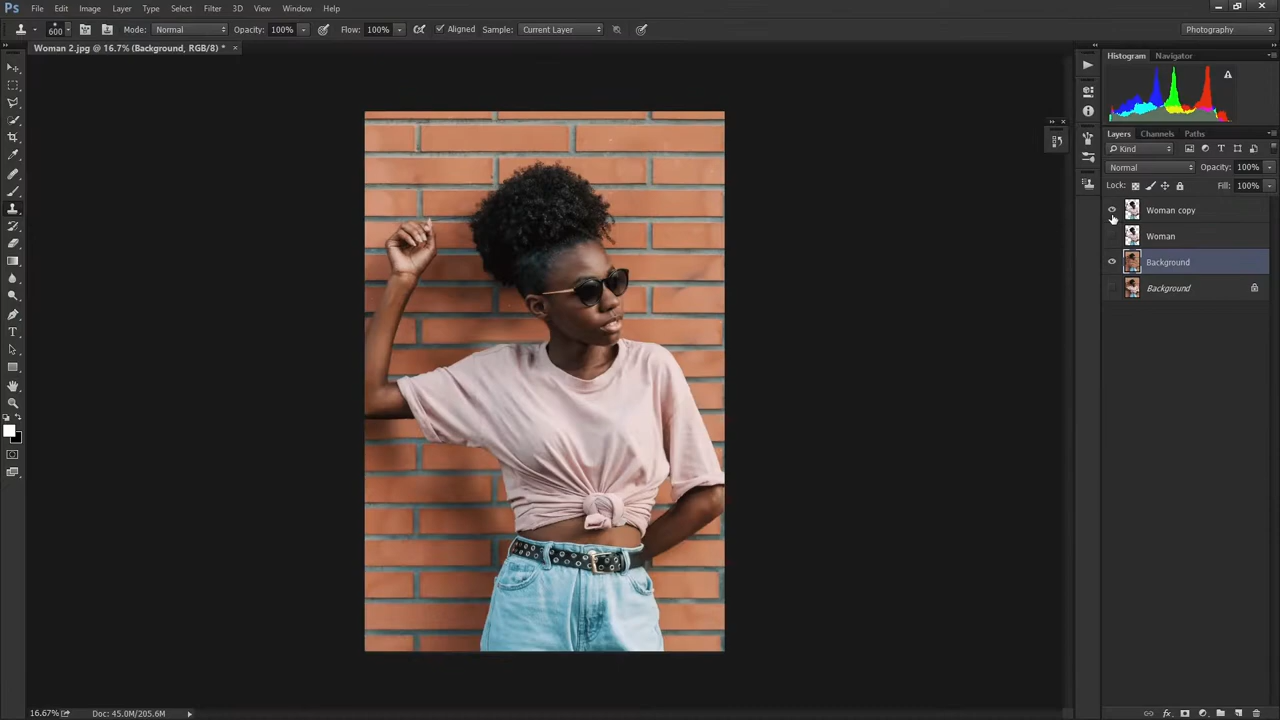 Ps File Edit Image Layer Type Select Filter 3D View Window Help
600 Mode: Normal Opacity: 100% Flow: 100% Aligned Sample: Current Layer Photography
Woman 2.jpg @ 16.7% (Background, RGB/8) * ×
Histogram Navigator
Layers Channels Paths
Kind
Normal Opacity: 100%
Lock: Fill: 100%
Woman copy
Woman
Background
Background
16.67% Doc: 45.0M/205.6M